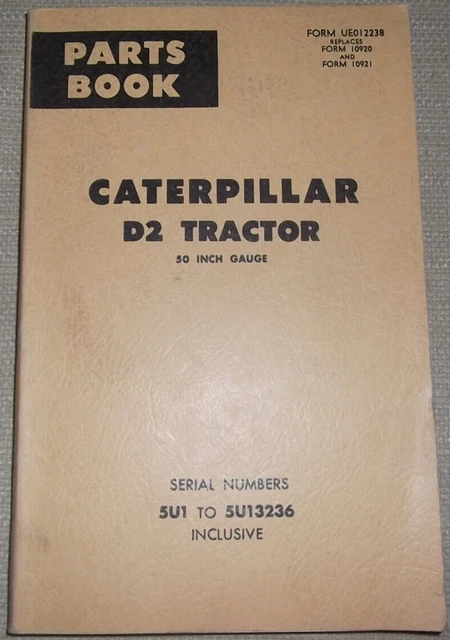 PARTS
BOOK
FORM UE012238
REPLACES
FORM 10920
AND
FORM 10921
CATERPILLAR
D2 TRACTOR
50 INCH GAUGE
SERIAL NUMBERS
5U1 TO 5U13236
INCLUSIVE